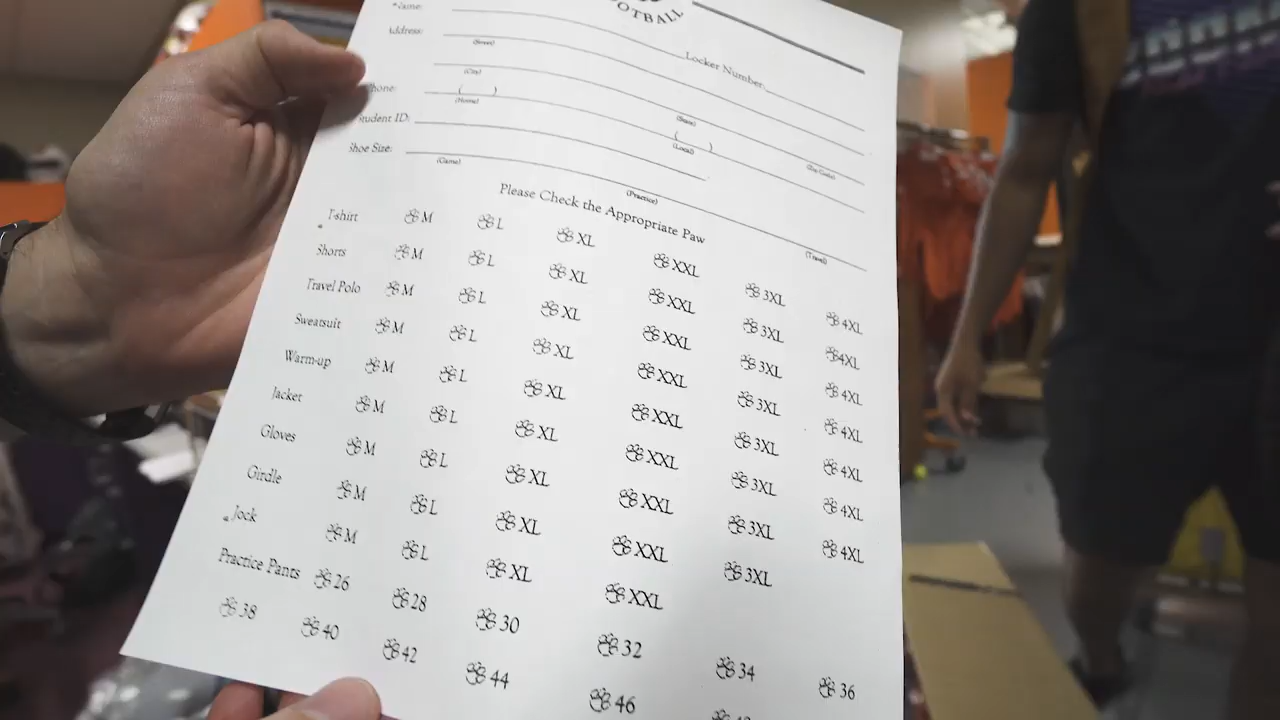 OTBALL
Name:
Locker Number:
Address:
(Street)
(City) (State) (Zip Code)
Phone: ( ) ( )
(Home) (Local)
Student ID:
Shoe Size:
(Game) (Practice) (Travel)
Please Check the Appropriate Paw
T-shirt M L XL XXL 3XL 4XL
Shorts M L XL XXL 3XL 4XL
Travel Polo M L XL XXL 3XL 4XL
Sweatsuit M L XL XXL 3XL 4XL
Warm-up M L XL XXL 3XL 4XL
Jacket M L XL XXL 3XL 4XL
Gloves M L XL XXL 3XL 4XL
Girdle M L XL XXL 3XL
Jock M L XL XXL
Practice Pants 26 28 30 32 34 36
38 40 42 44 46